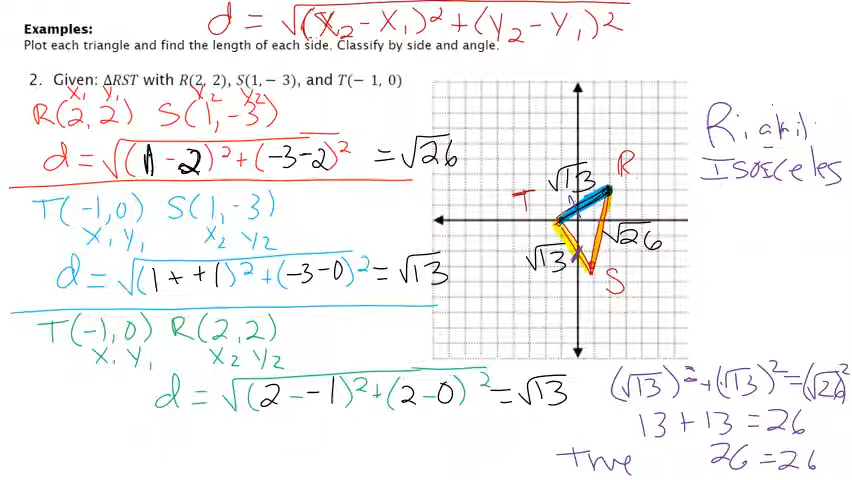 d = √(X₂ - X₁)² + (Y₂ - Y₁)²
Examples:
Plot each triangle and find the length of each side. Classify by side and angle.
2. Given: ΔRST with R(2, 2), S(1, − 3), and T(− 1, 0)
X₁ Y₁ X₂ Y₂
R(2, 2) S(1, -3)
d = √(1 - 2)² + (-3 - 2)² = √26
T(-1, 0) S(1, -3)
X₁ Y₁ X₂ Y₂
d = √(1 + +1)² + (-3 - 0)² = √13
T(-1, 0) R(2, 2)
X₁ Y₁ X₂ Y₂
d = √(2 - -1)² + (2 - 0)² = √13
R
√13
T
√26
√13
S
Isosceles
(√13)² + (√13)² = (√26)²
13 + 13 = 26
26 = 26
True